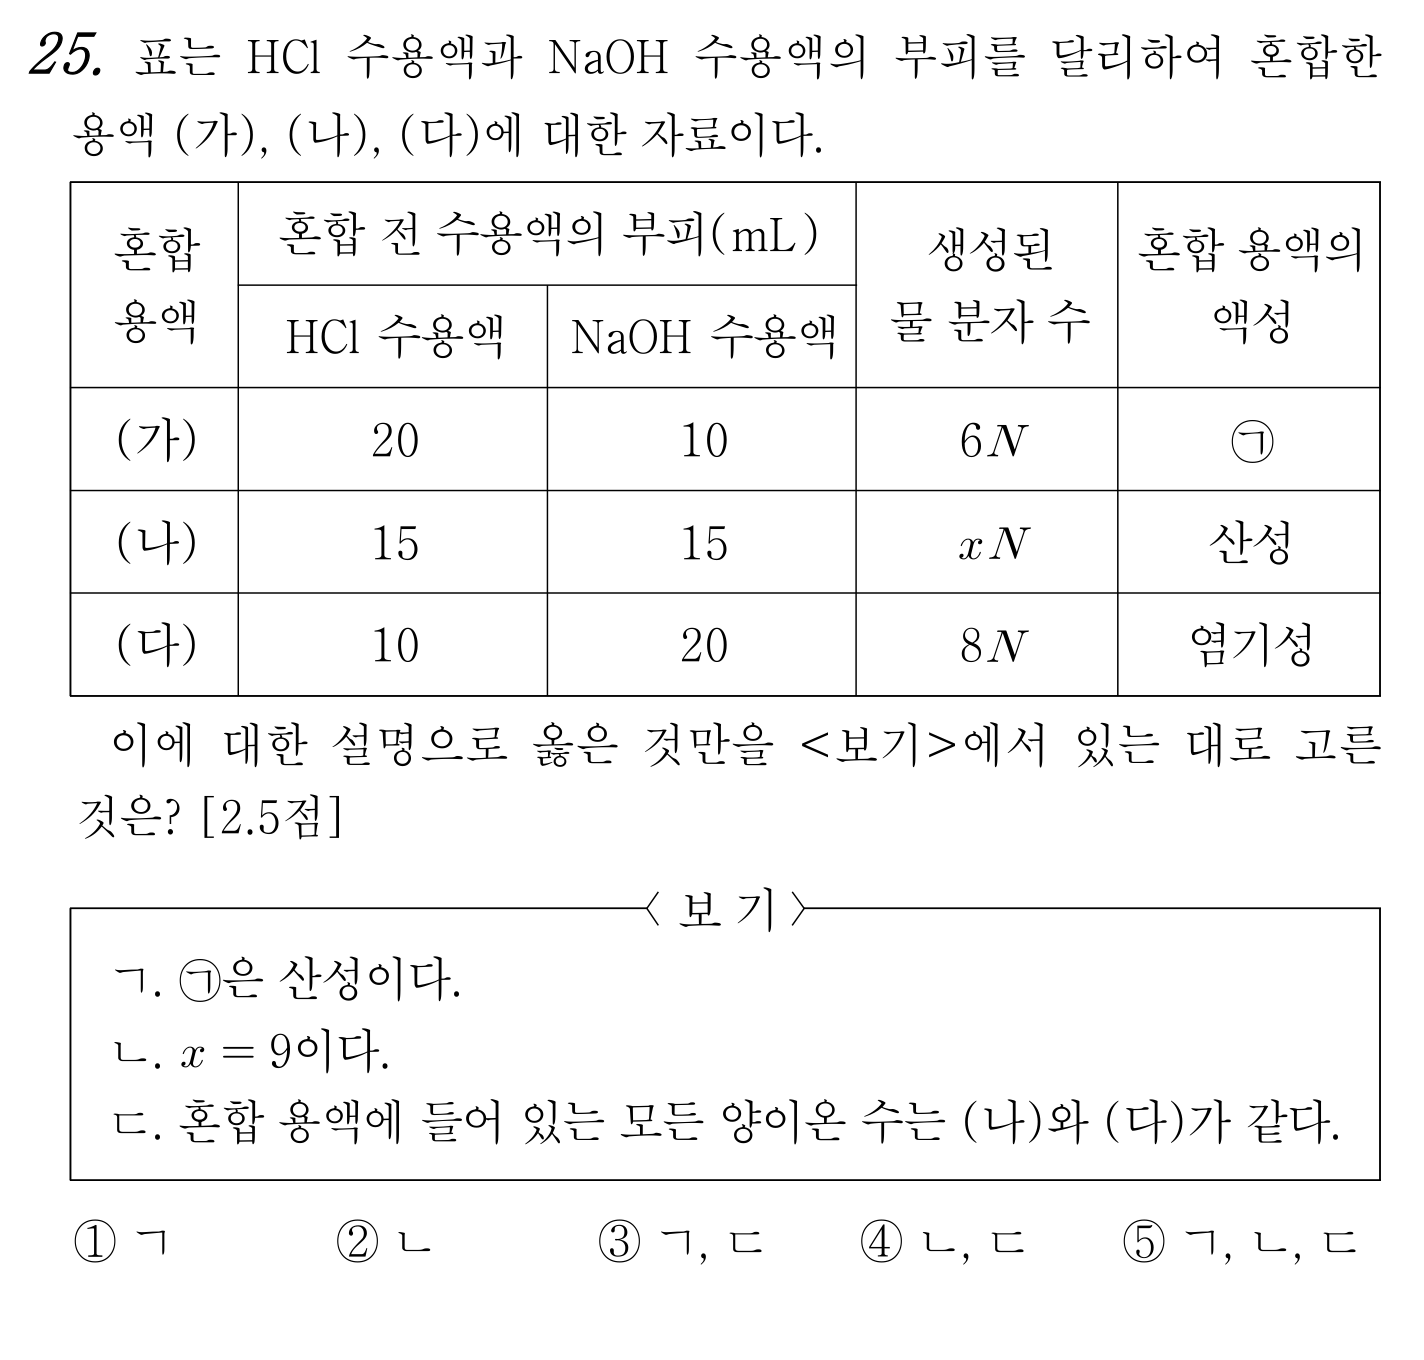 25. 표는 HCl 수용액과 NaOH 수용액의 부피를 달리하여 혼합한
용액 (가), (나), (다)에 대한 자료이다.
혼합 용액
혼합 전 수용액의 부피(mL)
HCl 수용액
NaOH 수용액
생성된 물 분자 수
혼합 용액의 액성
(가) 20 10 6N ㉠
(나) 15 15 xN 산성
(다) 10 20 8N 염기성
이에 대한 설명으로 옳은 것만을 <보기>에서 있는 대로 고른
것은? [2.5점]
〈 보 기 〉
ㄱ. ㉠은 산성이다.
ㄴ. x = 9이다.
ㄷ. 혼합 용액에 들어 있는 모든 양이온 수는 (나)와 (다)가 같다.
① ㄱ ② ㄴ ③ ㄱ, ㄷ ④ ㄴ, ㄷ ⑤ ㄱ, ㄴ, ㄷ